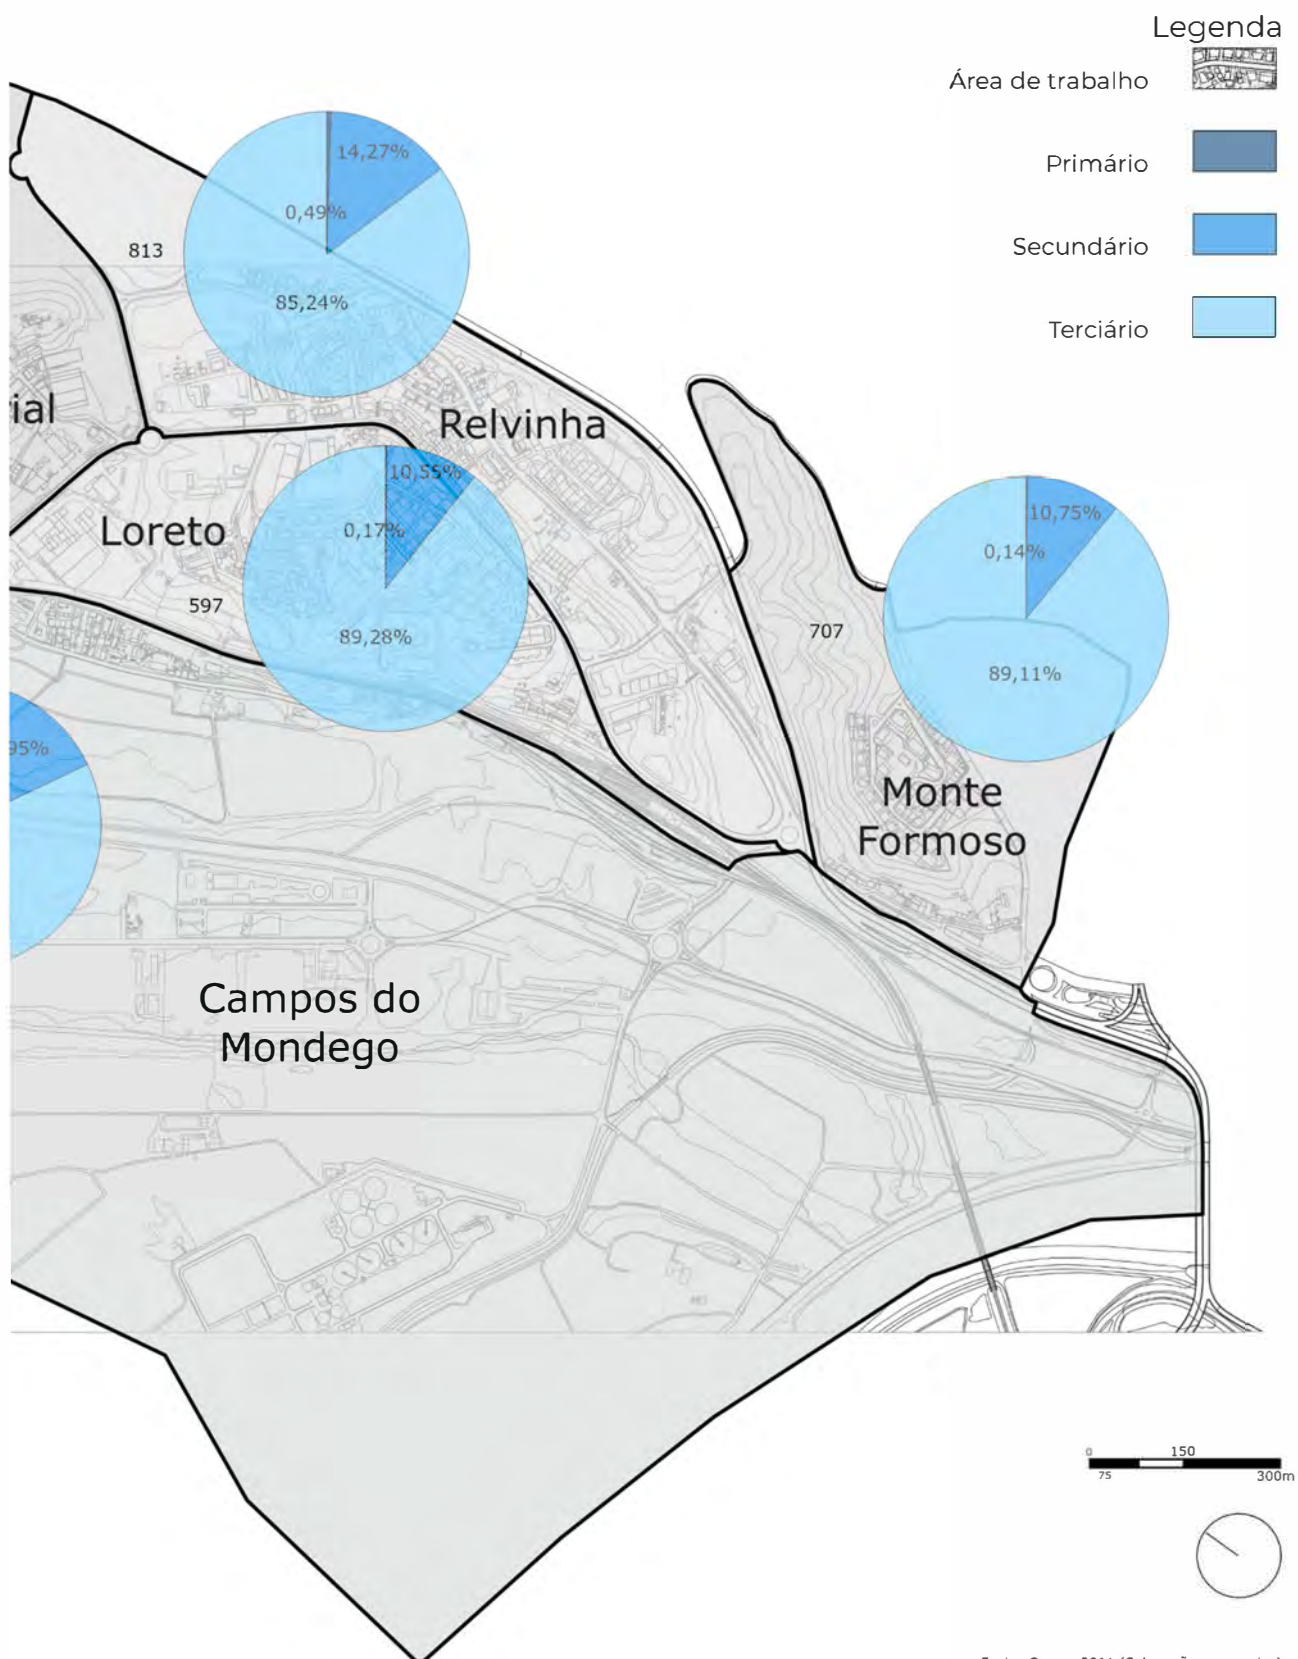 Legenda
Área de trabalho
Primário
Secundário
Terciário
14,27%
0,49%
813
85,24%
ial
Relvinha
10,55%
Loreto
0,17%
597
89,28%
10,75%
0,14%
707
89,11%
95%
Monte
Formoso
Campos do
Mondego
0
150
75
300m